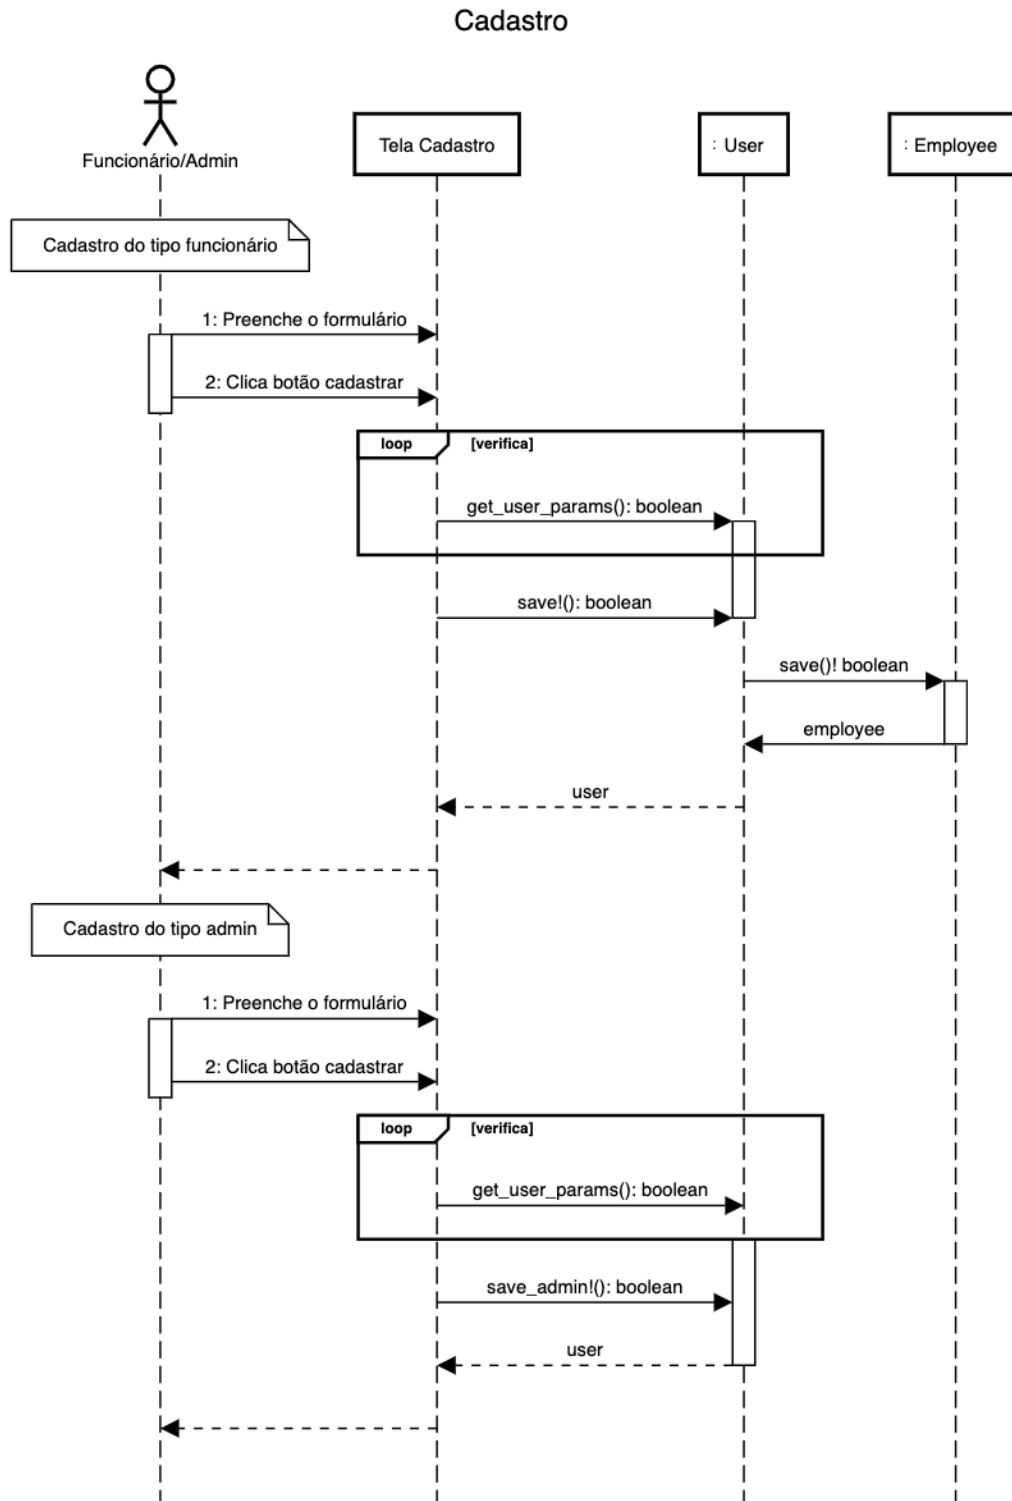 Cadastro
Funcionário/Admin
Tela Cadastro
: User
: Employee
Cadastro do tipo funcionário
1: Preenche o formulário
2: Clica botão cadastrar
loop [verifica]
get_user_params(): boolean
save!(): boolean
save()! boolean
employee
user
Cadastro do tipo admin
1: Preenche o formulário
2: Clica botão cadastrar
loop [verifica]
get_user_params(): boolean
save_admin!(): boolean
user